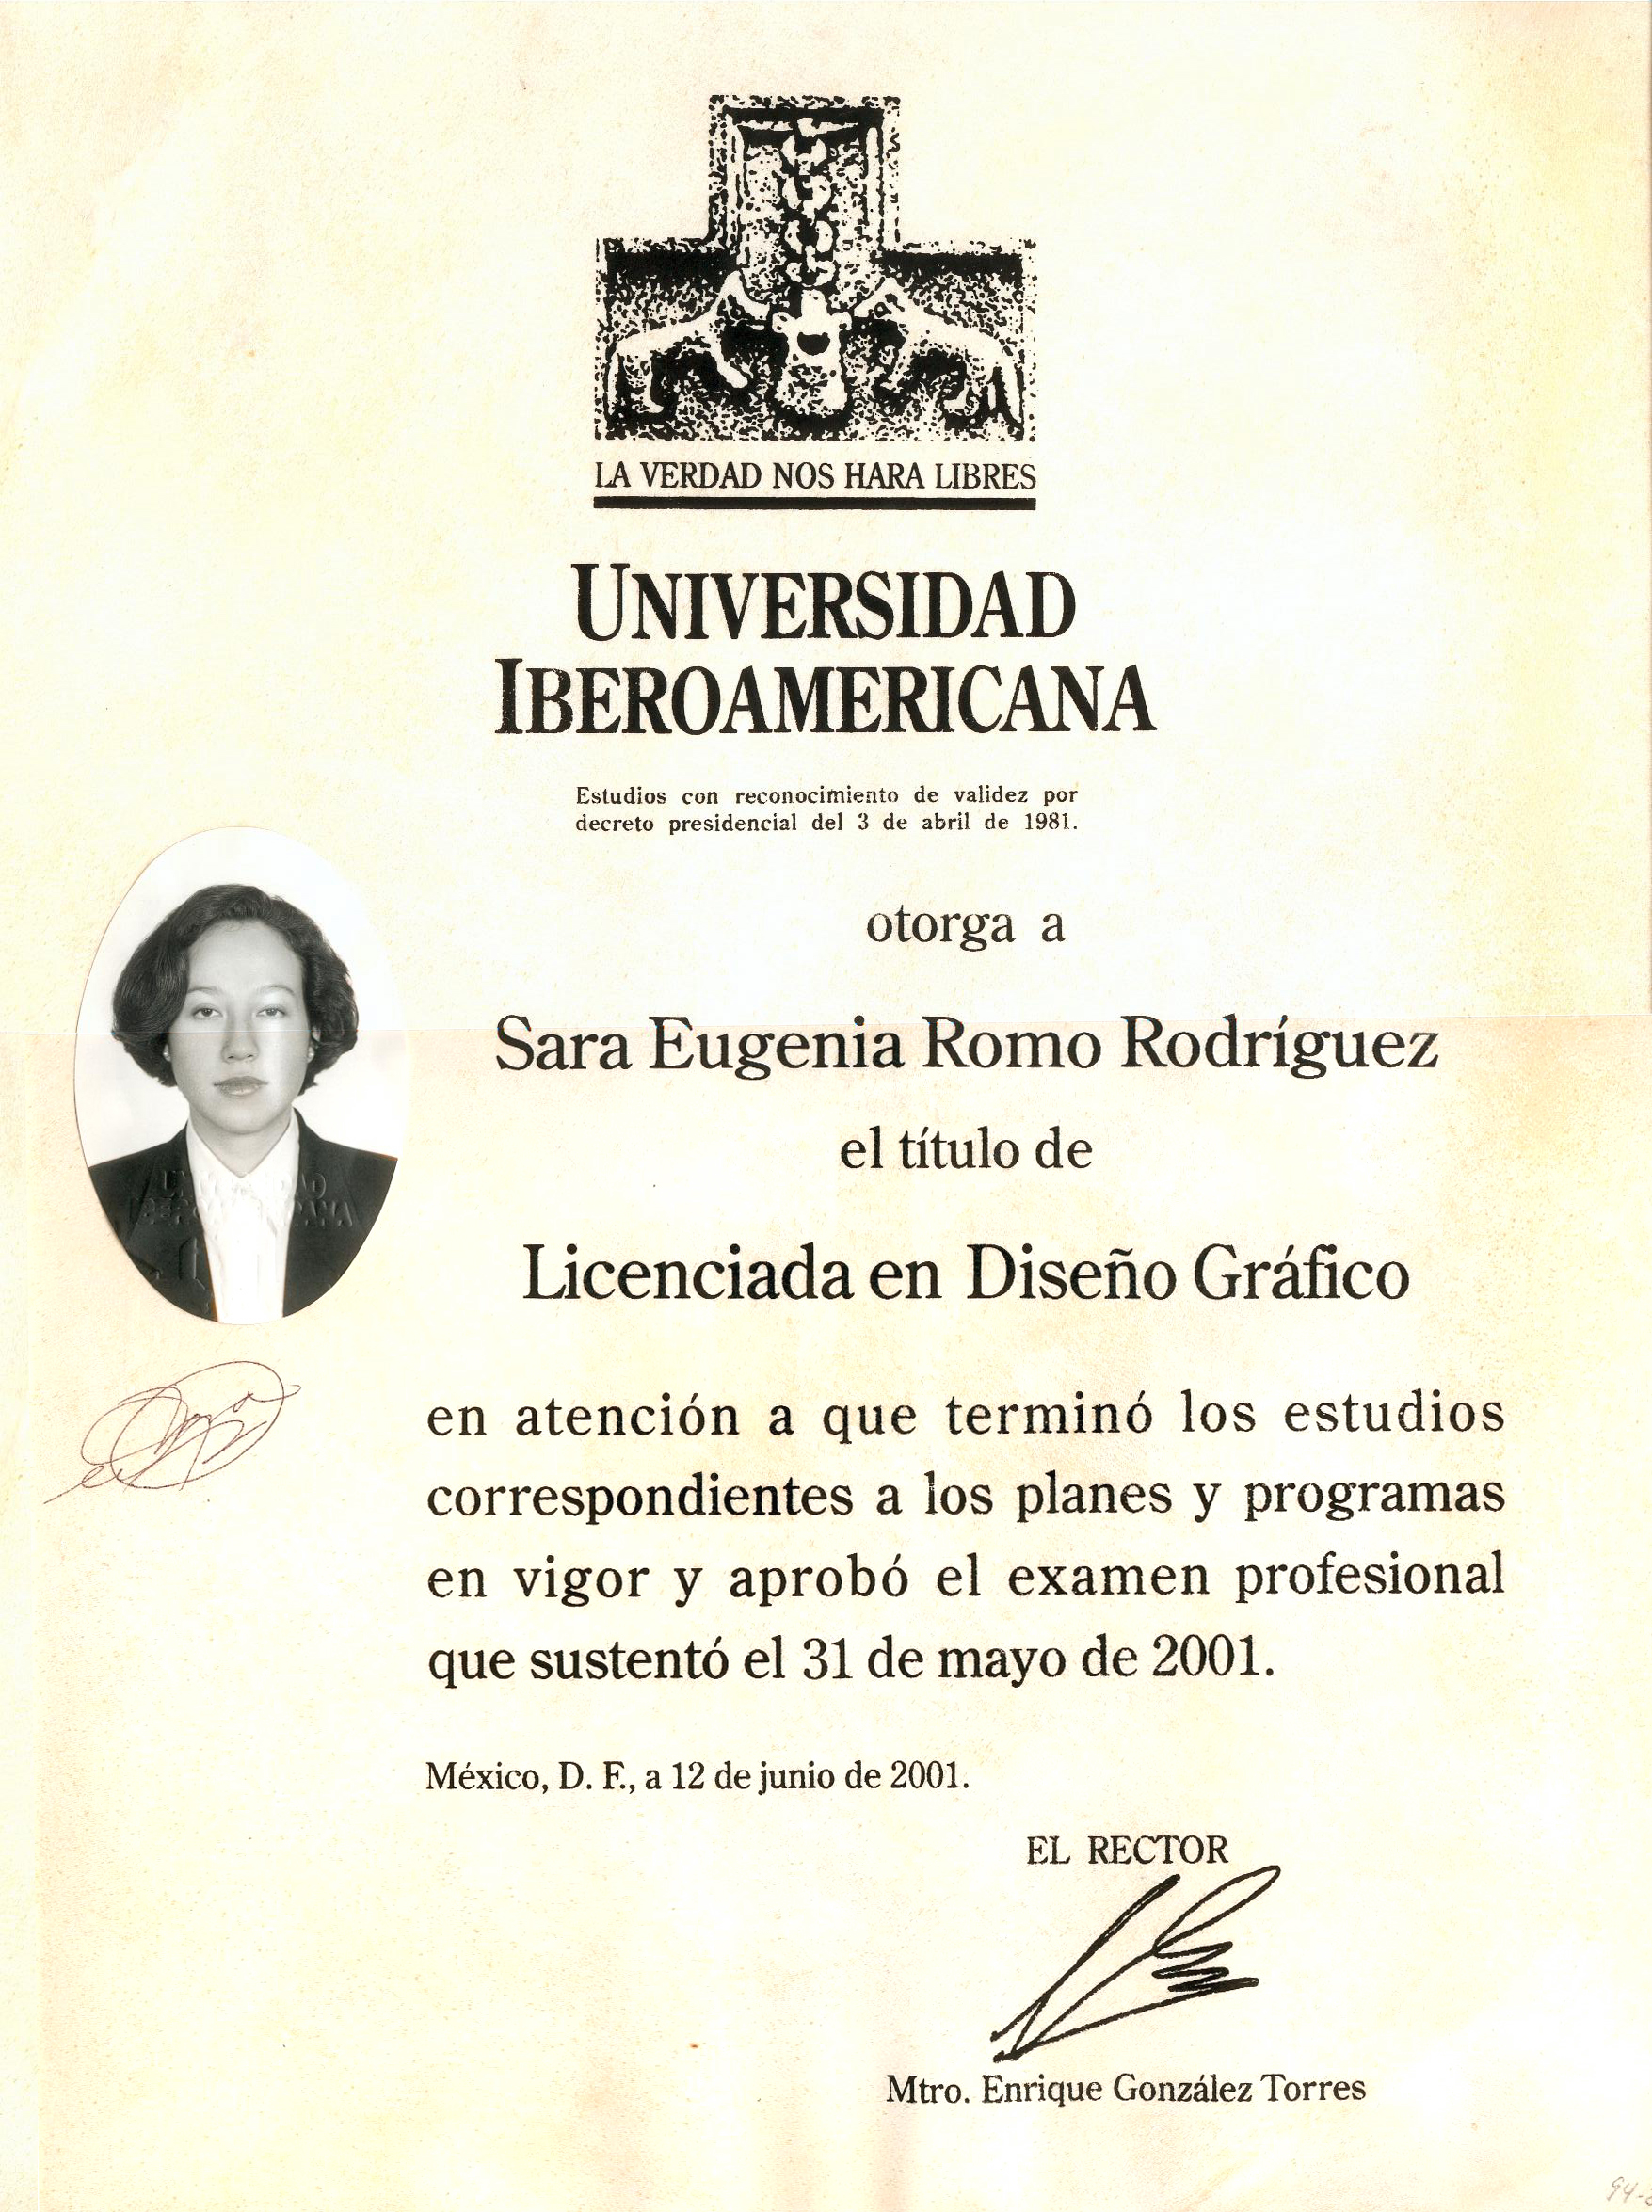 LA VERDAD NOS HARA LIBRES
UNIVERSIDAD
IBEROAMERICANA
Estudios con reconocimiento de validez por
decreto presidencial del 3 de abril de 1981.
otorga a
Sara Eugenia Romo Rodríguez
el título de
Licenciada en Diseño Gráfico
en atención a que terminó los estudios
correspondientes a los planes y programas
en vigor y aprobó el examen profesional
que sustentó el 31 de mayo de 2001.
México, D. F., a 12 de junio de 2001.
EL RECTOR
Mtro. Enrique González Torres